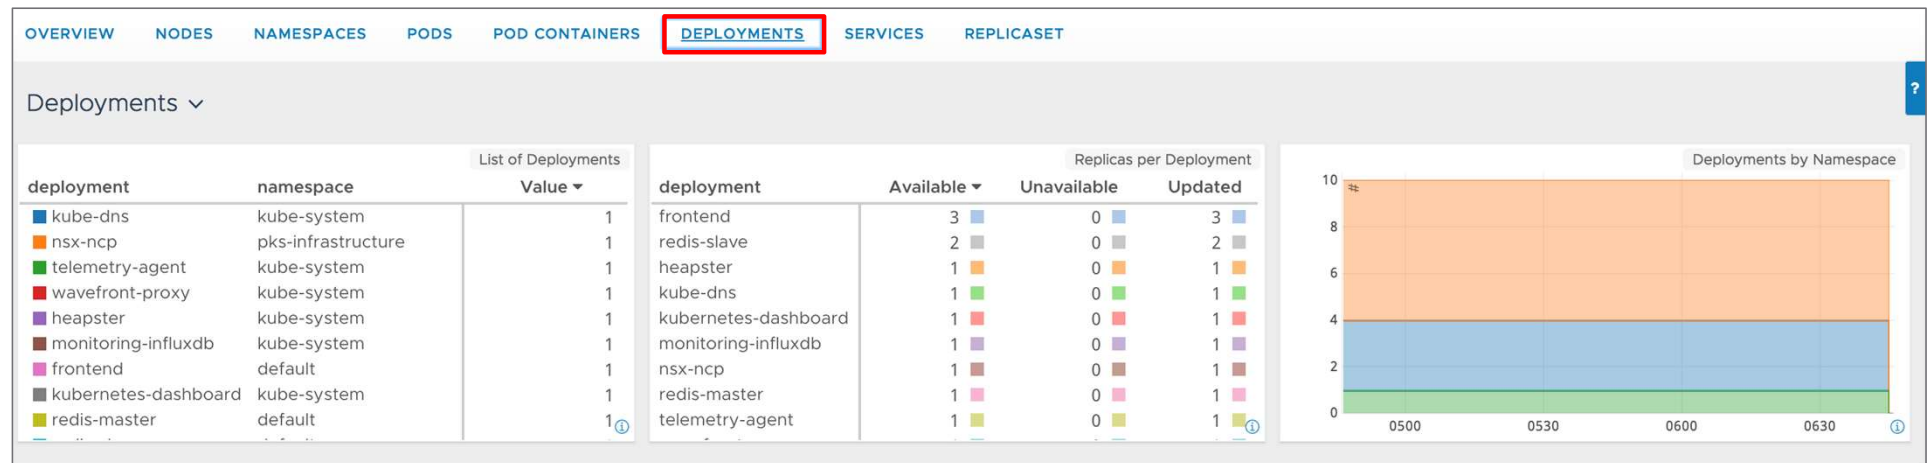 OVERVIEW NODES NAMESPACES PODS POD CONTAINERS DEPLOYMENTS SERVICES REPLICASET
?
Deployments
List of Deployments
deployment namespace Value
kube-dns kube-system 1
nsx-ncp pks-infrastructure 1
telemetry-agent kube-system 1
wavefront-proxy kube-system 1
heapster kube-system 1
monitoring-influxdb kube-system 1
frontend default 1
kubernetes-dashboard kube-system 1
redis-master default 1
Replicas per Deployment
deployment Available Unavailable Updated
frontend 3 0 3
redis-slave 2 0 2
heapster 1 0 1
kube-dns 1 0 1
kubernetes-dashboard 1 0 1
monitoring-influxdb 1 0 1
nsx-ncp 1 0 1
redis-master 1 0 1
telemetry-agent 1 0 1
Deployments by Namespace
#
10
8
6
4
2
0
0500 0530 0600 0630